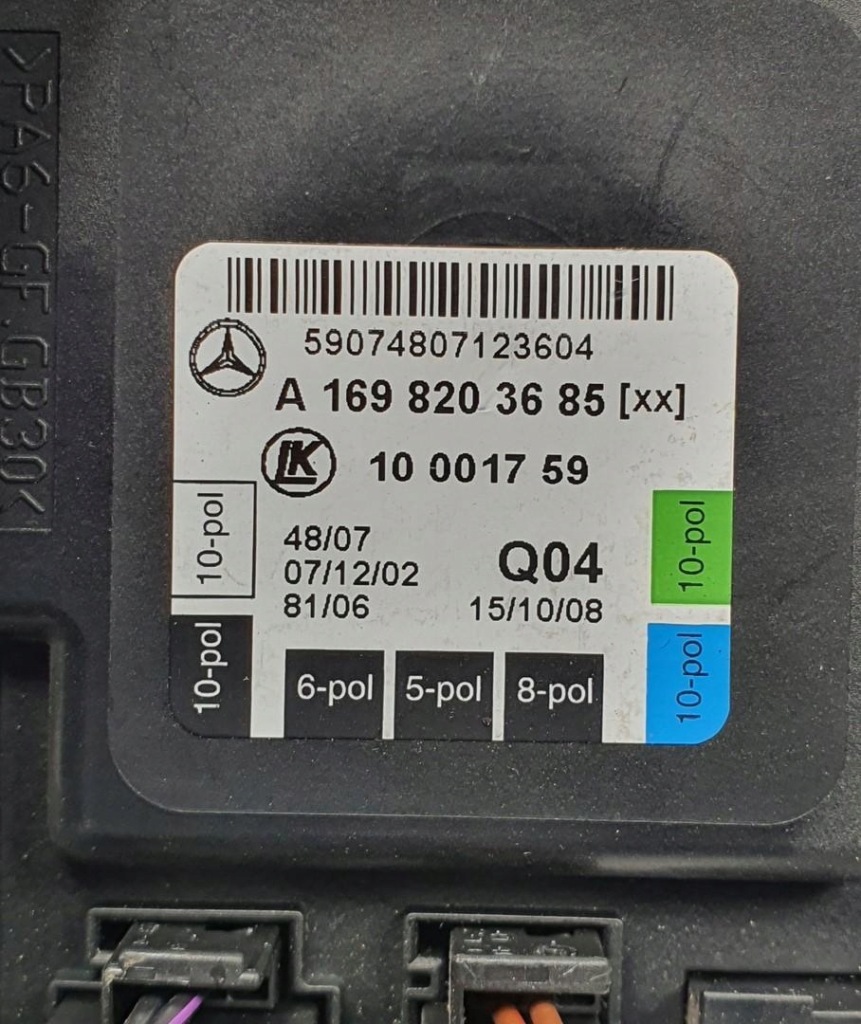 >PA6-GF.GB30<
59074807123604
A 169 820 36 85 [xx]
LK 10 0017 59
10-pol
10-pol
48/07
07/12/02
Q04
81/06
15/10/08
10-pol
10-pol
6-pol
5-pol
8-pol